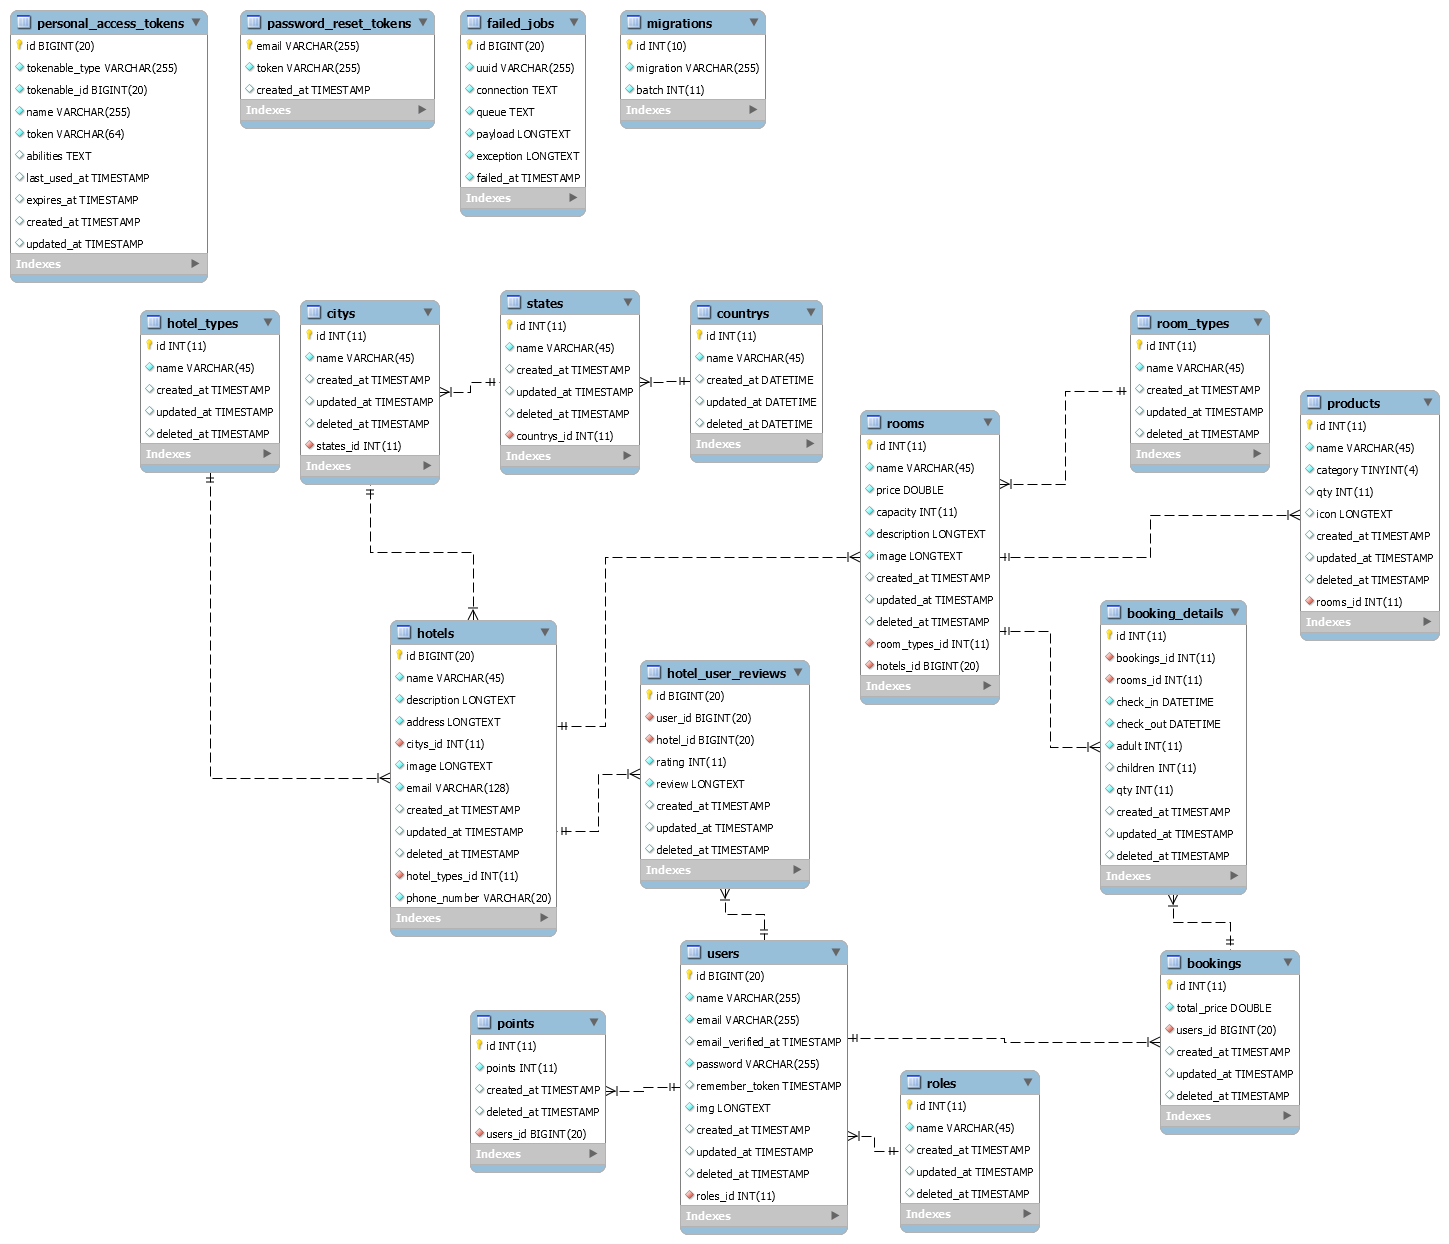 personal_access_tokens
id BIGINT(20)
tokenable_type VARCHAR(255)
tokenable_id BIGINT(20)
name VARCHAR(255)
token VARCHAR(64)
abilities TEXT
last_used_at TIMESTAMP
expires_at TIMESTAMP
created_at TIMESTAMP
updated_at TIMESTAMP
Indexes
password_reset_tokens
email VARCHAR(255)
token VARCHAR(255)
created_at TIMESTAMP
Indexes
failed_jobs
id BIGINT(20)
uuid VARCHAR(255)
connection TEXT
queue TEXT
payload LONGTEXT
exception LONGTEXT
failed_at TIMESTAMP
Indexes
migrations
id INT(10)
migration VARCHAR(255)
batch INT(11)
Indexes
hotel_types
id INT(11)
name VARCHAR(45)
created_at TIMESTAMP
updated_at TIMESTAMP
deleted_at TIMESTAMP
Indexes
citys
id INT(11)
name VARCHAR(45)
created_at TIMESTAMP
updated_at TIMESTAMP
deleted_at TIMESTAMP
states_id INT(11)
Indexes
states
id INT(11)
name VARCHAR(45)
created_at TIMESTAMP
updated_at TIMESTAMP
deleted_at TIMESTAMP
countrys_id INT(11)
Indexes
countrys
id INT(11)
name VARCHAR(45)
created_at DATETIME
updated_at DATETIME
deleted_at DATETIME
Indexes
rooms
id INT(11)
name VARCHAR(45)
price DOUBLE
capacity INT(11)
description LONGTEXT
image LONGTEXT
created_at TIMESTAMP
updated_at TIMESTAMP
deleted_at TIMESTAMP
room_types_id INT(11)
hotels_id BIGINT(20)
Indexes
room_types
id INT(11)
name VARCHAR(45)
created_at TIMESTAMP
updated_at TIMESTAMP
deleted_at TIMESTAMP
Indexes
products
id INT(11)
name VARCHAR(45)
category TINYINT(4)
qty INT(11)
icon LONGTEXT
created_at TIMESTAMP
updated_at TIMESTAMP
deleted_at TIMESTAMP
rooms_id INT(11)
Indexes
hotels
id BIGINT(20)
name VARCHAR(45)
description LONGTEXT
address LONGTEXT
citys_id INT(11)
image LONGTEXT
email VARCHAR(128)
created_at TIMESTAMP
updated_at TIMESTAMP
deleted_at TIMESTAMP
hotel_types_id INT(11)
phone_number VARCHAR(20)
Indexes
hotel_user_reviews
id BIGINT(20)
user_id BIGINT(20)
hotel_id BIGINT(20)
rating INT(11)
review LONGTEXT
created_at TIMESTAMP
updated_at TIMESTAMP
deleted_at TIMESTAMP
Indexes
booking_details
id INT(11)
bookings_id INT(11)
rooms_id INT(11)
check_in DATETIME
check_out DATETIME
adult INT(11)
children INT(11)
qty INT(11)
created_at TIMESTAMP
updated_at TIMESTAMP
deleted_at TIMESTAMP
Indexes
points
id INT(11)
points INT(11)
created_at TIMESTAMP
deleted_at TIMESTAMP
users_id BIGINT(20)
Indexes
users
id BIGINT(20)
name VARCHAR(255)
email VARCHAR(255)
email_verified_at TIMESTAMP
password VARCHAR(255)
remember_token TIMESTAMP
img LONGTEXT
created_at TIMESTAMP
updated_at TIMESTAMP
deleted_at TIMESTAMP
roles_id INT(11)
Indexes
roles
id INT(11)
name VARCHAR(45)
created_at TIMESTAMP
updated_at TIMESTAMP
deleted_at TIMESTAMP
Indexes
bookings
id INT(11)
total_price DOUBLE
users_id BIGINT(20)
created_at TIMESTAMP
updated_at TIMESTAMP
deleted_at TIMESTAMP
Indexes